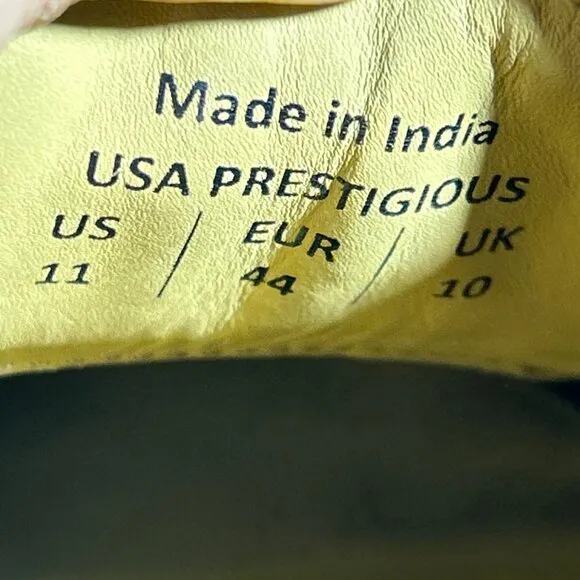 Made in India
USA PRESTIGIOUS
US / EUR / UK
11 44 10